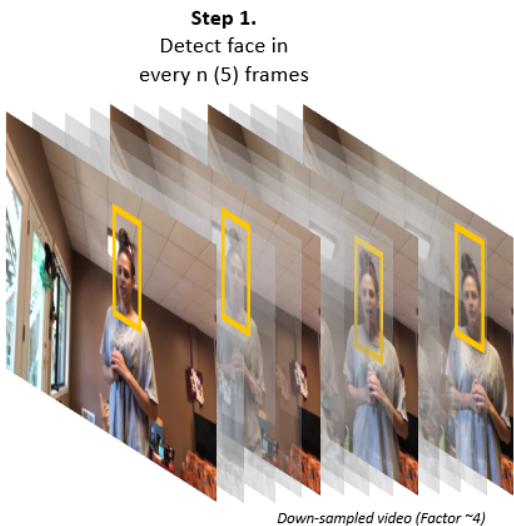 Step 1.
Detect face in
every n (5) frames
Down-sampled video (Factor ~4)